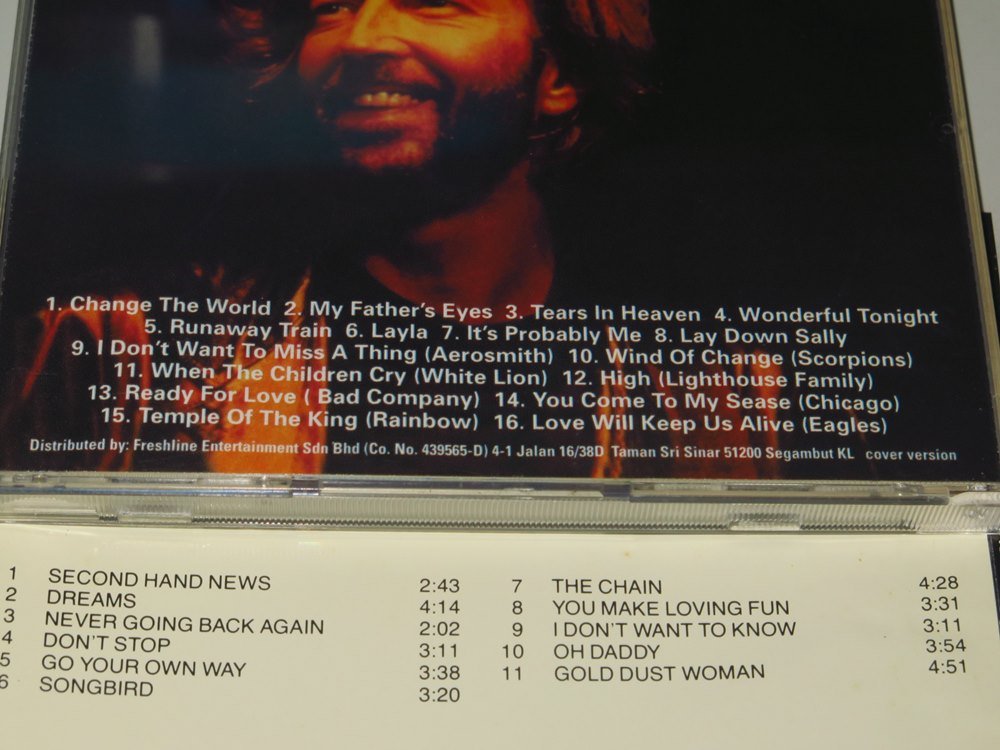 1. Change The World 2. My Father's Eyes 3. Tears In Heaven 4. Wonderful Tonight
5. Runaway Train 6. Layla 7. It's Probably Me 8. Lay Down Sally
9. I Don't Want To Miss A Thing (Aerosmith) 10. Wind Of Change (Scorpions)
11. When The Children Cry (White Lion) 12. High (Lighthouse Family)
13. Ready For Love ( Bad Company) 14. You Come To My Sease (Chicago)
15. Temple Of The King (Rainbow) 16. Love Will Keep Us Alive (Eagles)
Distributed by: Freshline Entertainment Sdn Bhd (Co. No. 439565-D) 4-1 Jalan 16/38D Taman Sri Sinar 51200 Segambut KL cover version
1 SECOND HAND NEWS 2:43
2 DREAMS 4:14
3 NEVER GOING BACK AGAIN 2:02
4 DON'T STOP 3:11
5 GO YOUR OWN WAY 3:38
6 SONGBIRD 3:20
7 THE CHAIN 4:28
8 YOU MAKE LOVING FUN 3:31
9 I DON'T WANT TO KNOW 3:11
10 OH DADDY 3:54
11 GOLD DUST WOMAN 4:51